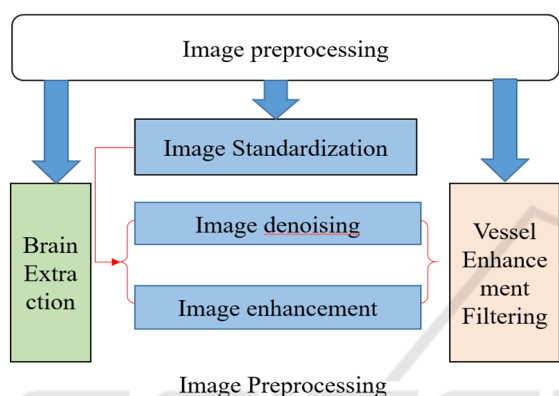 Image preprocessing
Image Standardization
Brain
Extra
ction
Image denoising
Image enhancement
Vessel
Enhance
ment
Filtering
Image Preprocessing